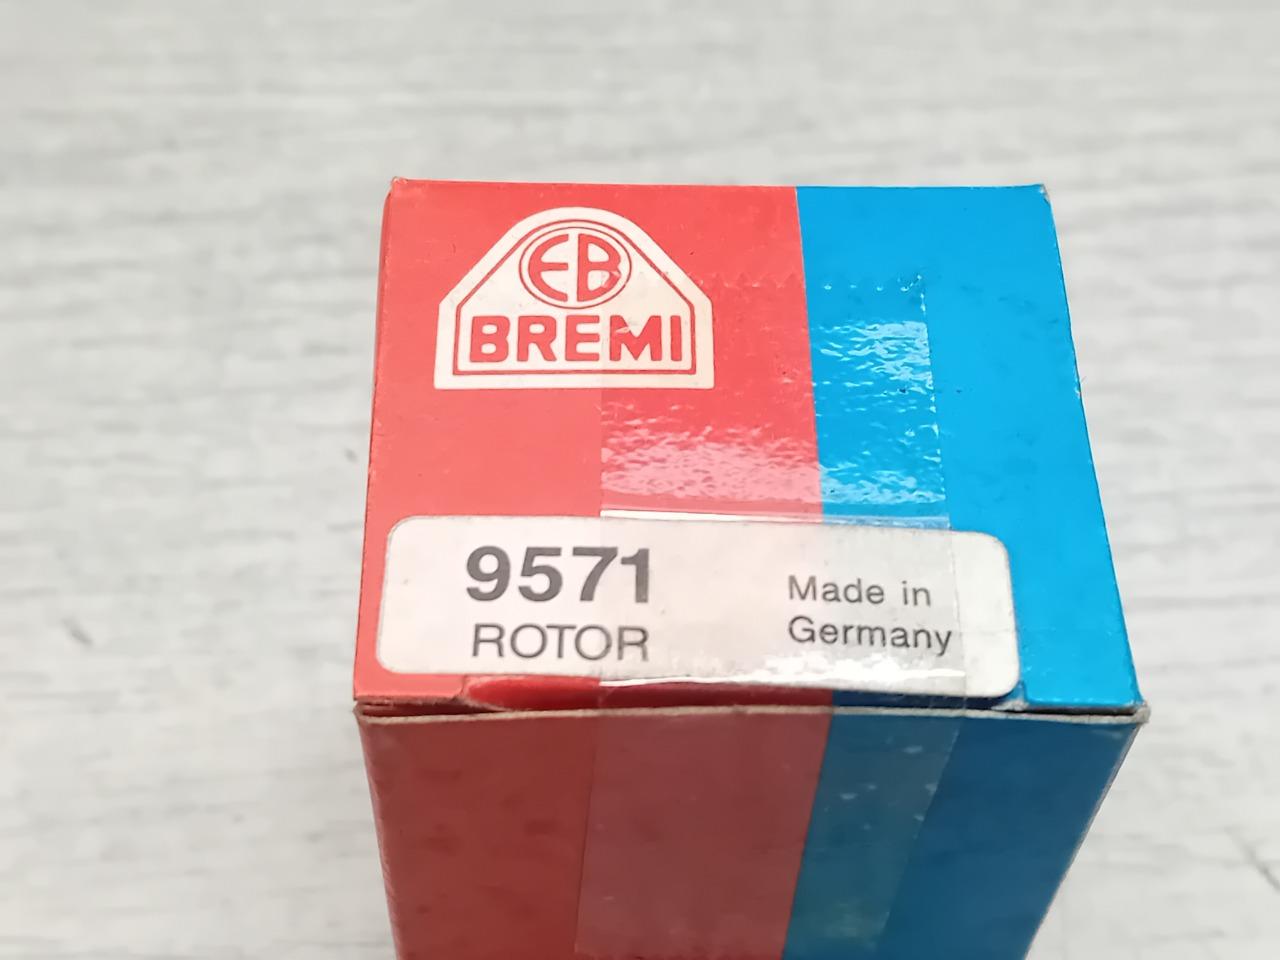 EB
BREMI
9571
ROTOR
Made in
Germany